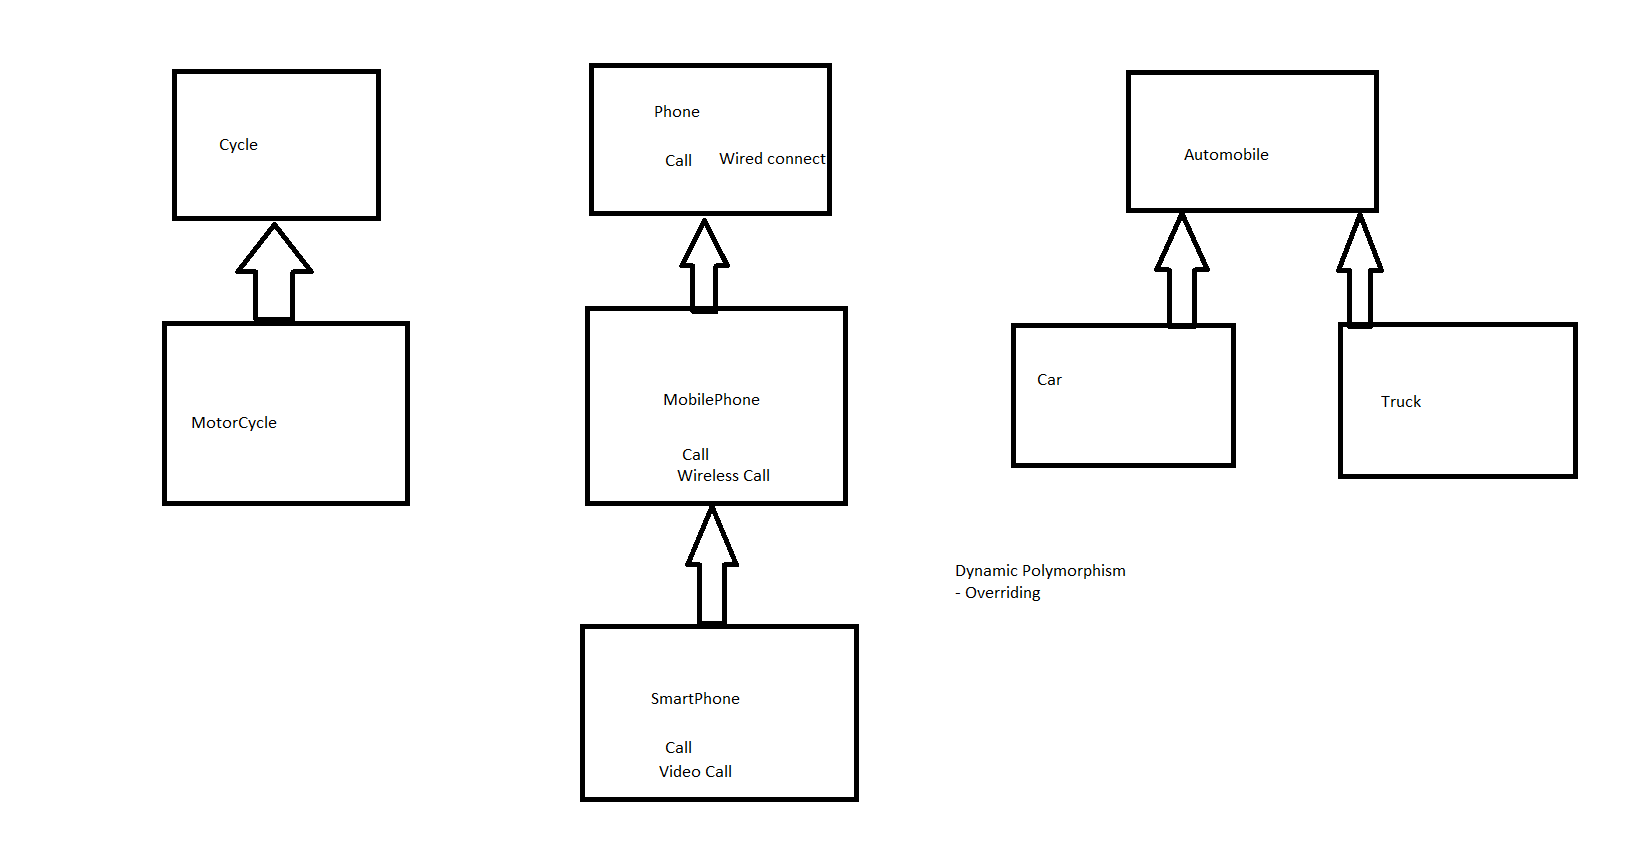 Cycle
MotorCycle
Phone
Call Wired connect
MobilePhone
Call
Wireless Call
SmartPhone
Call
Video Call
Automobile
Car
Truck
Dynamic Polymorphism
- Overriding